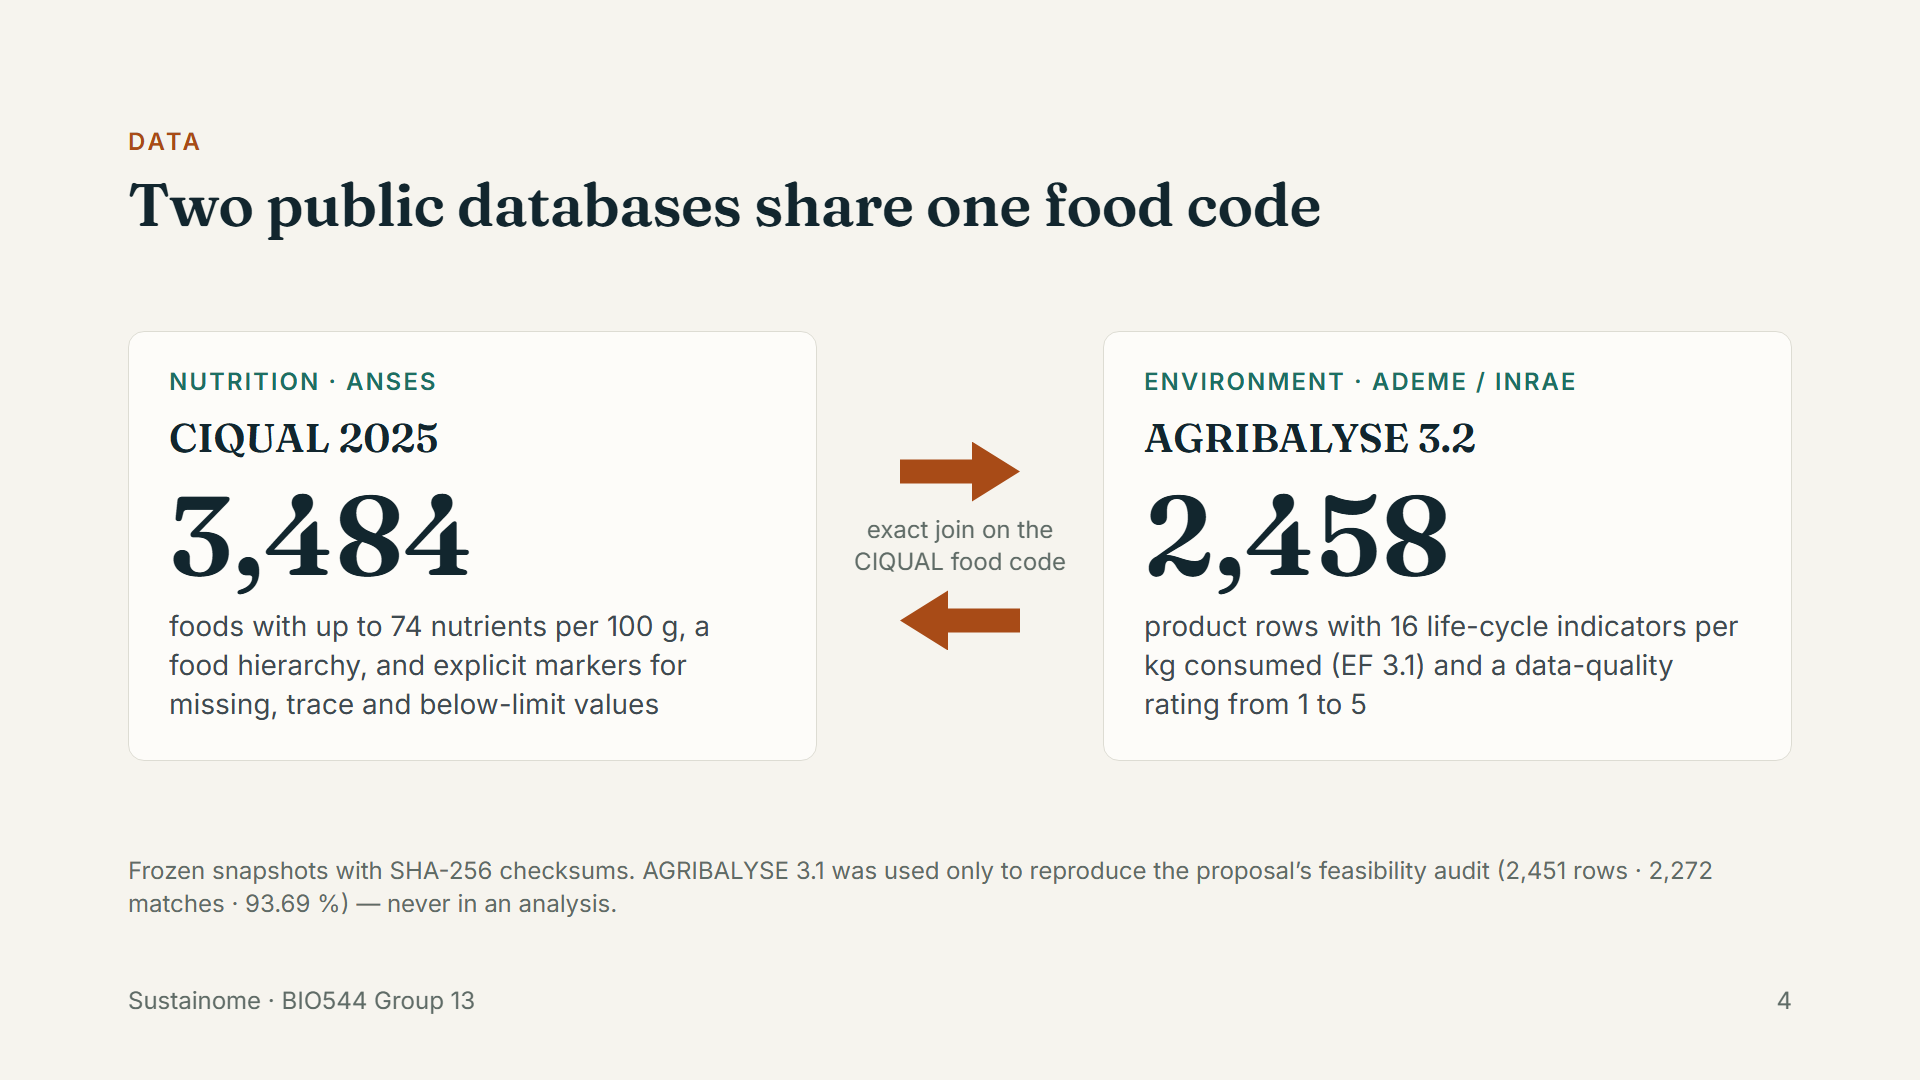 DATA
Two public databases share one food code
NUTRITION · ANSES
CIQUAL 2025
3,484
foods with up to 74 nutrients per 100 g, a
food hierarchy, and explicit markers for
missing, trace and below-limit values
exact join on the
CIQUAL food code
ENVIRONMENT · ADEME / INRAE
AGRIBALYSE 3.2
2,458
product rows with 16 life-cycle indicators per
kg consumed (EF 3.1) and a data-quality
rating from 1 to 5
Frozen snapshots with SHA-256 checksums. AGRIBALYSE 3.1 was used only to reproduce the proposal’s feasibility audit (2,451 rows · 2,272
matches · 93.69 %) — never in an analysis.
Sustainome · BIO544 Group 13
4